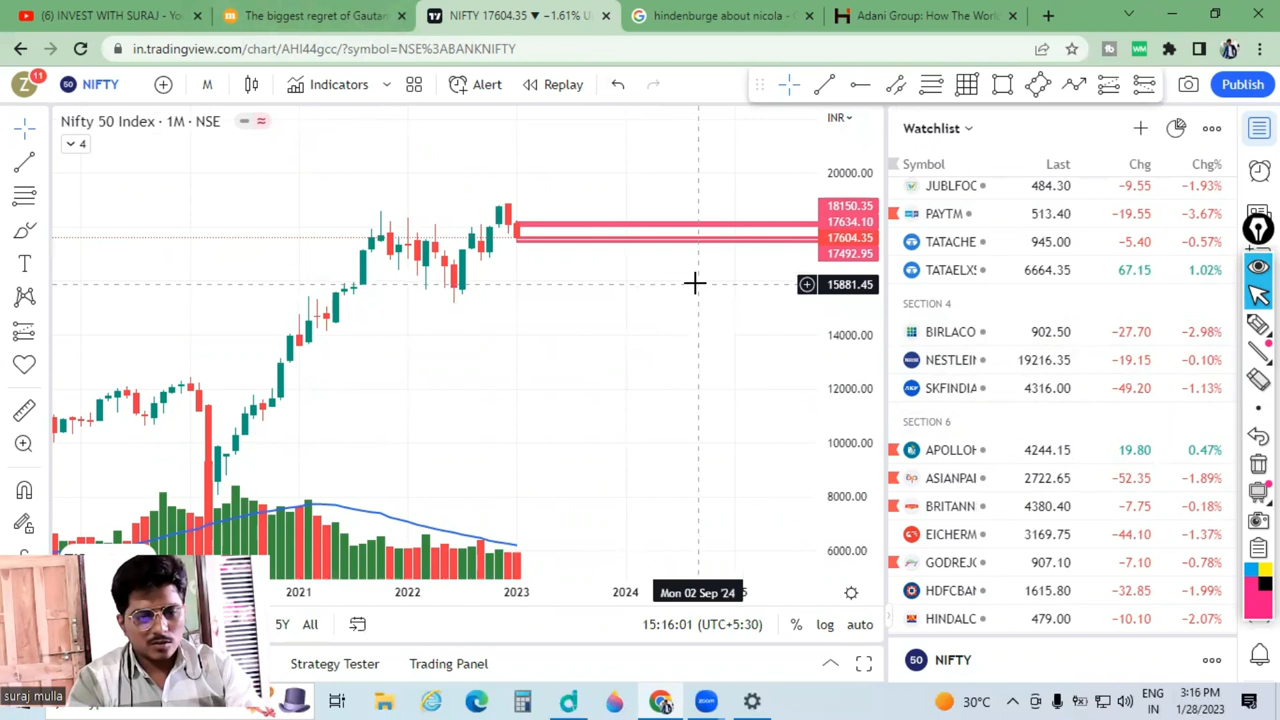 INVEST WITH SURAJ - Yo
The biggest regret of Gautan
NIFTY 17604.35 ▼ −1.61% U
hindenburge about nicola -
Adani Group: How The World
in.tradingview.com/chart/AHI44gcc/?symbol=NSE%3ABANKNIFTY
Z 11
50 NIFTY
M
Indicators
Alert
Replay
Publish
Nifty 50 Index · 1M · NSE
4
INR
20000.00
18150.35
17634.10
17604.35
17492.95
15881.45
14000.00
12000.00
10000.00
8000.00
6000.00
2021 2022 2023 2024 Mon 02 Sep '24
5Y All
15:16:01 (UTC+5:30)
% log auto
Strategy Tester
Trading Panel
Watchlist
Symbol Last Chg Chg%
JUBLFOC 484.30 −9.55 −1.93%
PAYTM 513.40 −19.55 −3.67%
TATACHE 945.00 −5.40 −0.57%
TATAELXS 6664.35 67.15 1.02%
SECTION 4
BIRLACO 902.50 −27.70 −2.98%
NESTLEIN 19216.35 −19.15 −0.10%
SKFINDIA 4316.00 −49.20 −1.13%
SECTION 6
APOLLOH 4244.15 19.80 0.47%
ASIANPAI 2722.65 −52.35 −1.89%
BRITANN 4380.40 −7.75 −0.18%
EICHERM 3169.75 −44.10 −1.37%
GODREJC 907.10 −7.10 −0.78%
HDFCBAN 1615.80 −32.85 −1.99%
HINDALC 479.00 −10.10 −2.07%
50 NIFTY
suraj mulla
30°C
ENG
IN
3:16 PM
1/28/2023